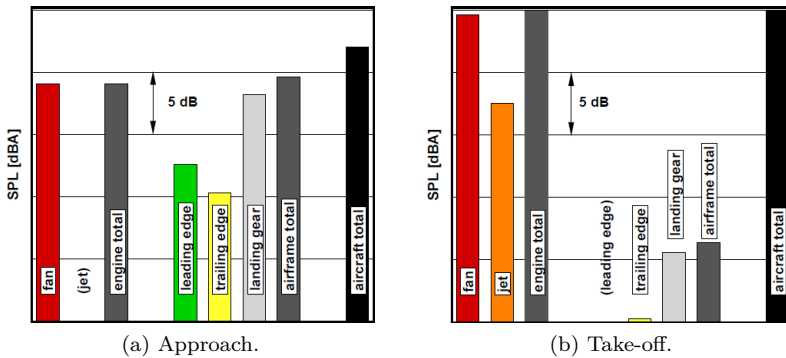 SPL [dBA]
5 dB
fan
(jet)
engine total
leading edge
trailing edge
landing gear
airframe total
aircraft total
(a) Approach.
SPL [dBA]
5 dB
fan
jet
engine total
(leading edge)
trailing edge
landing gear
airframe total
aircraft total
(b) Take-off.